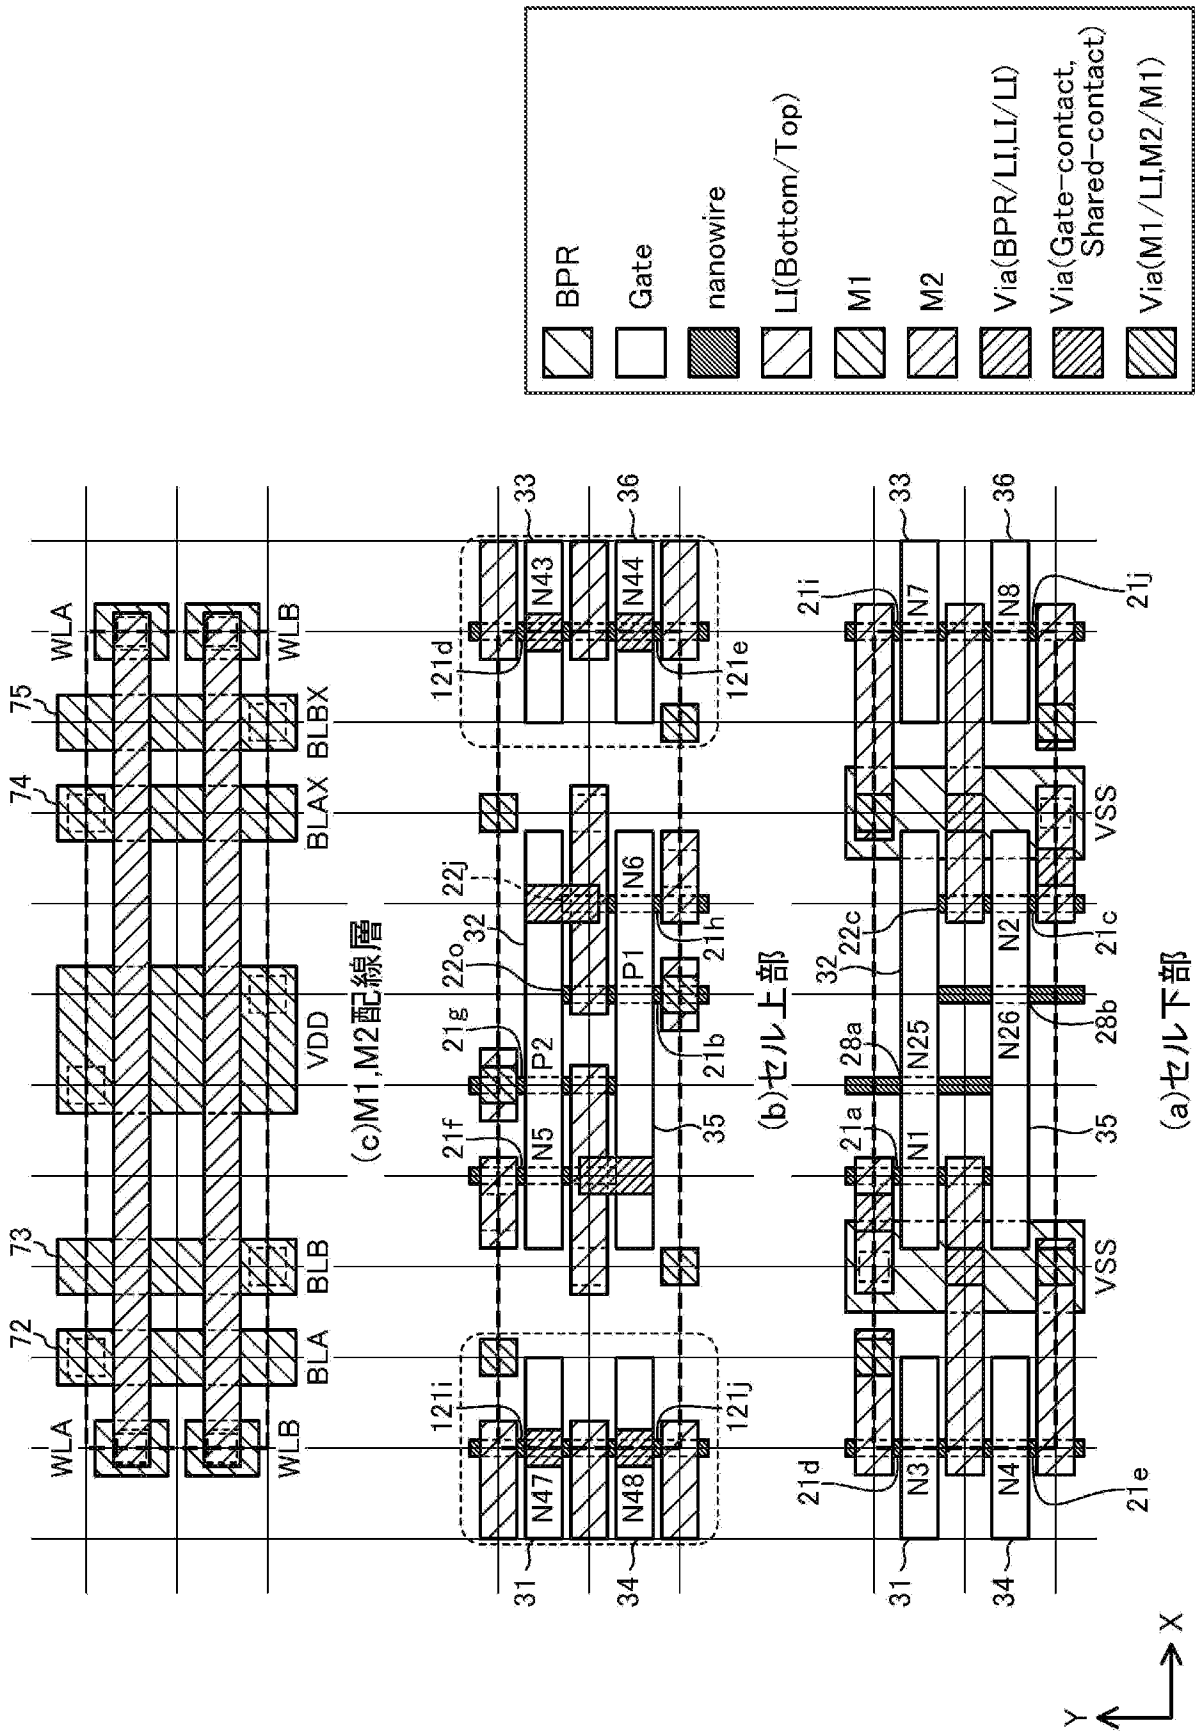 WLA
72
73
74
75
WLA
WLB
BLA
BLB
VDD
BLAX
BLBX
WLB
(c)M1,M2配線層
31
N47
121i
21f
21g
22o
32
22j
121d
N43
33
N5
P2
P1
N6
34
N48
121j
35
21b
21h
121e
N44
36
(b)セル上部
31
21d
N3
21a
N1
28a
N25
32
22c
21i
N7
33
34
N4
21e
35
N26
28b
N2
21c
N8
21j
36
VSS
VSS
(a)セル下部
Y
X
BPR
Gate
nanowire
LI(Bottom/Top)
M1
M2
Via(BPR/LI,LI/LI)
Via(Gate-contact,
Shared-contact)
Via(M1/LI,M2/M1)